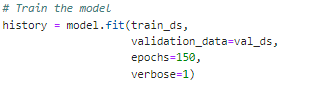 # Train the model
history = model.fit(train_ds,
                    validation_data=val_ds,
                    epochs=150,
                    verbose=1)